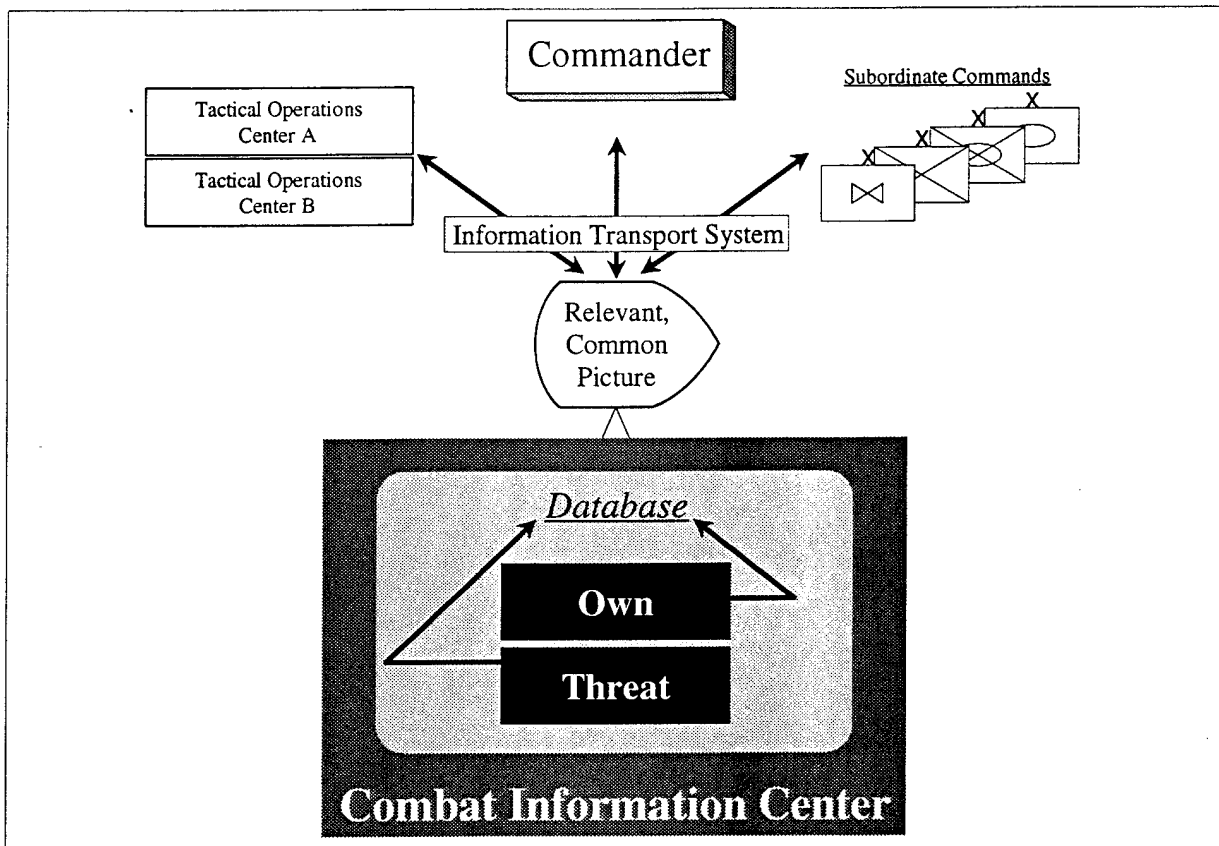 Commander
Subordinate Commands
Tactical Operations
Center A
Tactical Operations
Center B
X
X
X
X
Information Transport System
Relevant,
Common
Picture
Database
Own
Threat
Combat Information Center